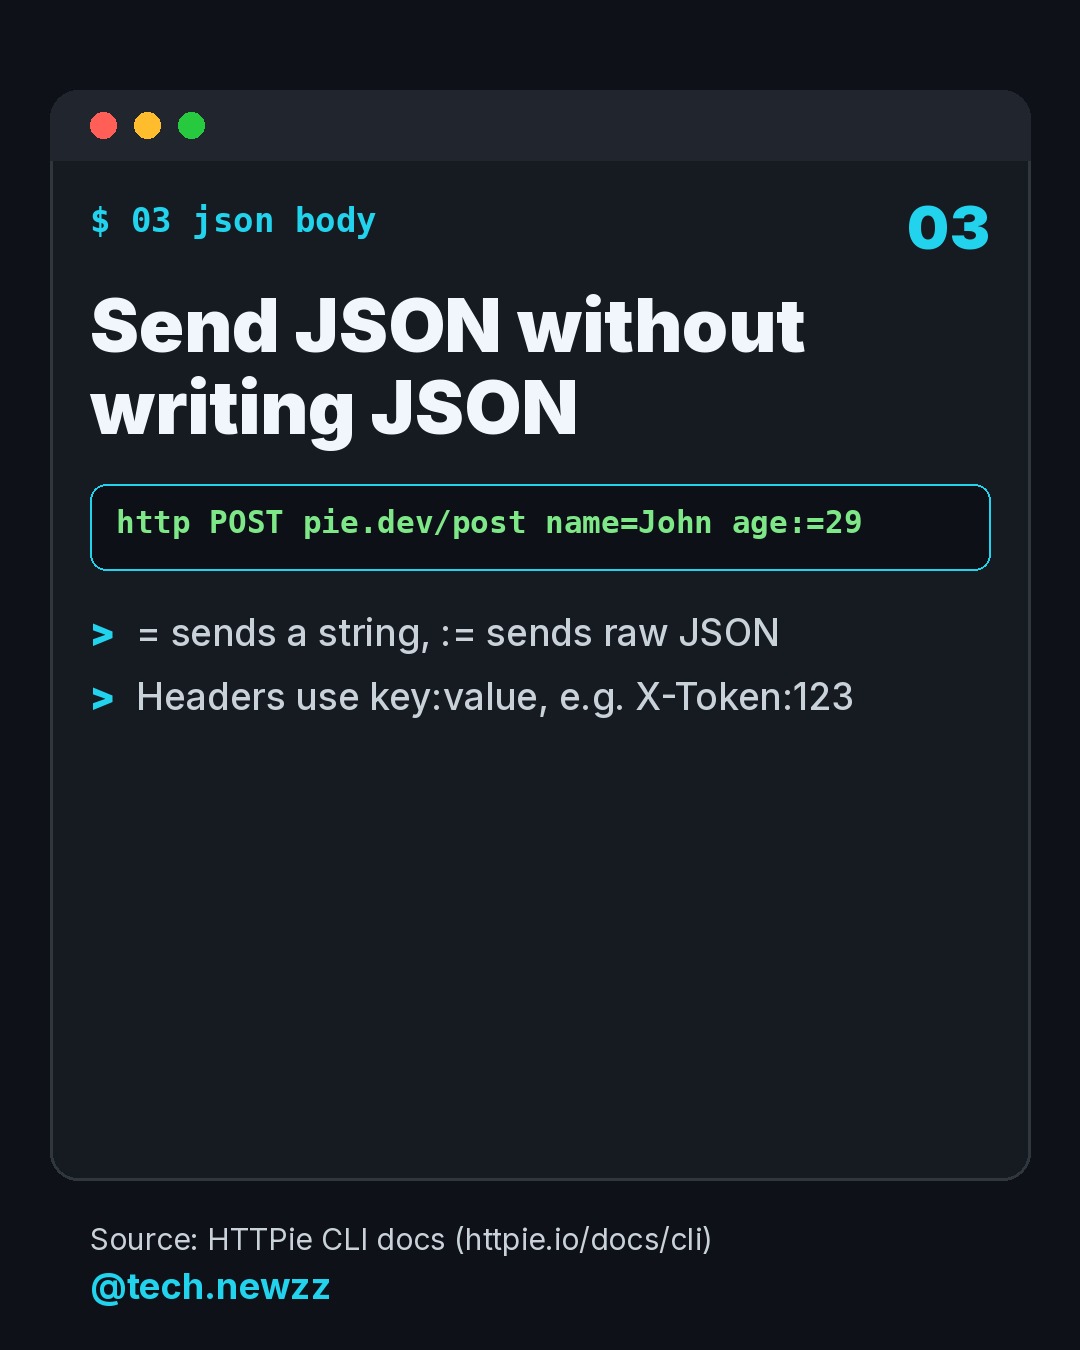 $ 03 json body
03
Send JSON without
writing JSON
http POST pie.dev/post name=John age:=29
> = sends a string, := sends raw JSON
> Headers use key:value, e.g. X-Token:123
Source: HTTPie CLI docs (httpie.io/docs/cli)
@tech.newzz